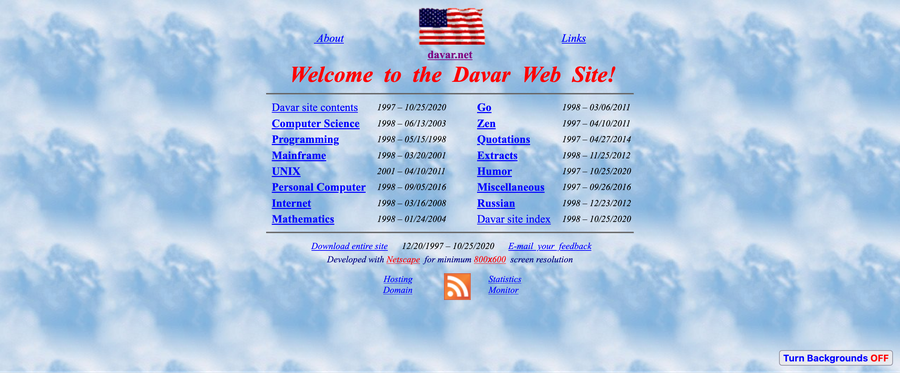 About
Links
davar.net
Welcome to the Davar Web Site!
Davar site contents 1997 – 10/25/2020 Go 1998 – 03/06/2011
Computer Science 1998 – 06/13/2003 Zen 1997 – 04/10/2011
Programming 1998 – 05/15/1998 Quotations 1997 – 04/27/2014
Mainframe 1998 – 03/20/2001 Extracts 1998 – 11/25/2012
UNIX 2001 – 04/10/2011 Humor 1997 – 10/25/2020
Personal Computer 1998 – 09/05/2016 Miscellaneous 1997 – 09/26/2016
Internet 1998 – 03/16/2008 Russian 1998 – 12/23/2012
Mathematics 1998 – 01/24/2004 Davar site index 1998 – 10/25/2020
Download entire site 12/20/1997 – 10/25/2020 E-mail your feedback
Developed with Netscape for minimum 800x600 screen resolution
Hosting Statistics
Domain Monitor
Turn Backgrounds OFF